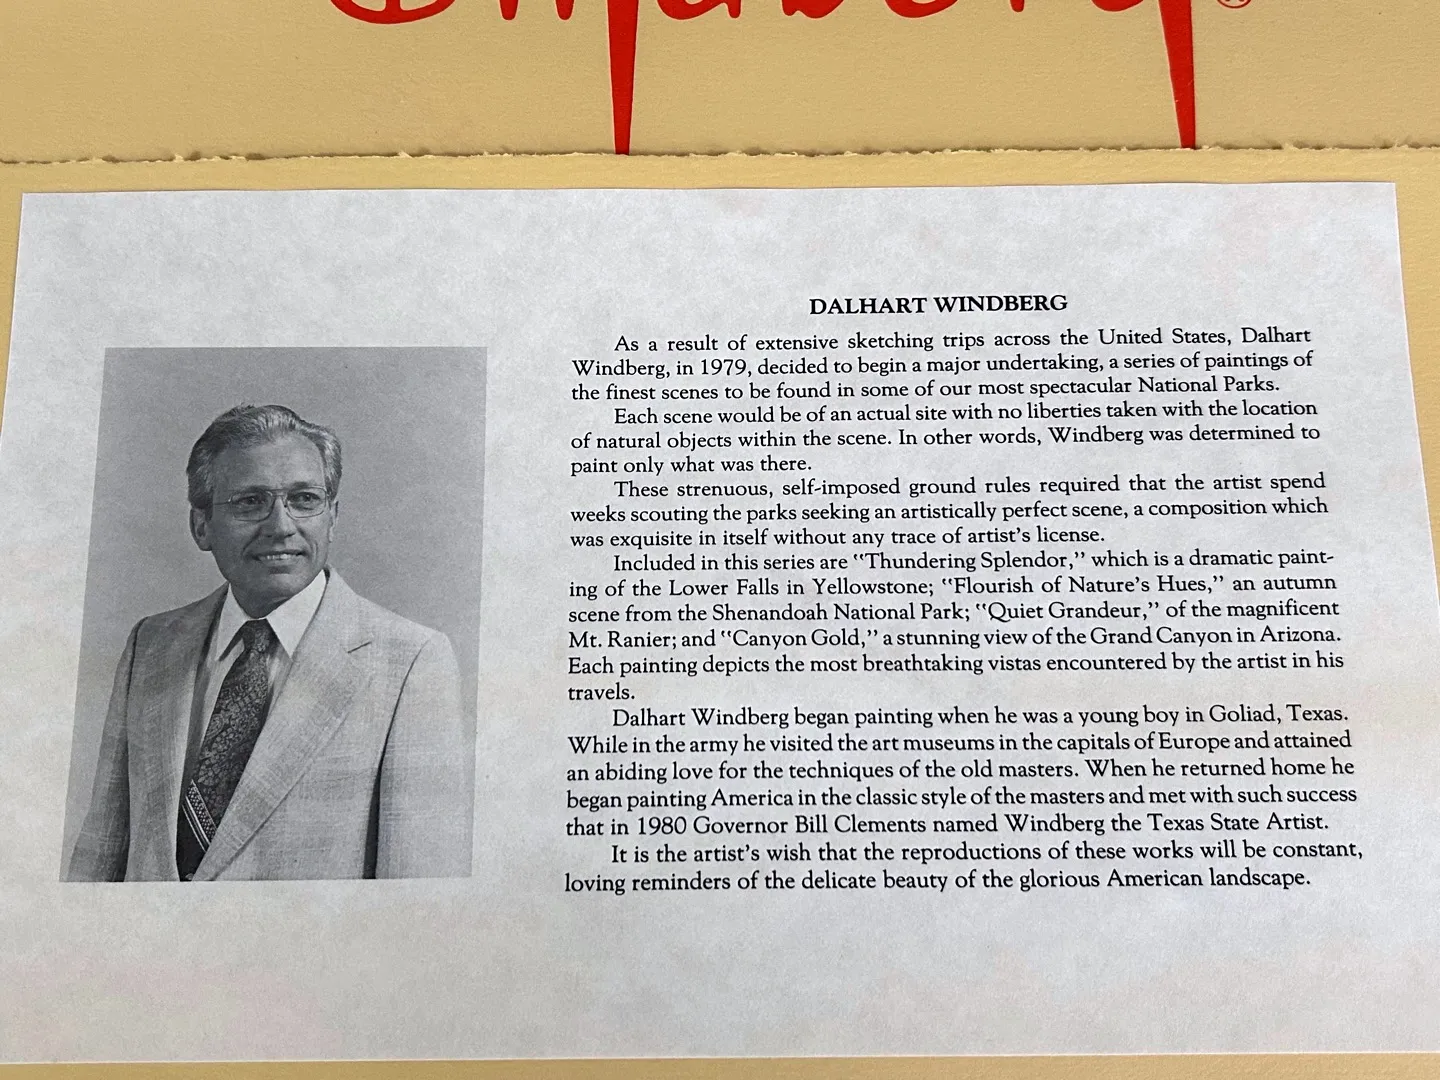 ®
DALHART WINDBERG
As a result of extensive sketching trips across the United States, Dalhart
Windberg, in 1979, decided to begin a major undertaking, a series of paintings of
the finest scenes to be found in some of our most spectacular National Parks.
Each scene would be of an actual site with no liberties taken with the location
of natural objects within the scene. In other words, Windberg was determined to
paint only what was there.
These strenuous, self-imposed ground rules required that the artist spend
weeks scouting the parks seeking an artistically perfect scene, a composition which
was exquisite in itself without any trace of artist's license.
Included in this series are "Thundering Splendor," which is a dramatic paint-
ing of the Lower Falls in Yellowstone; "Flourish of Nature's Hues," an autumn
scene from the Shenandoah National Park; "Quiet Grandeur," of the magnificent
Mt. Ranier; and "Canyon Gold," a stunning view of the Grand Canyon in Arizona.
Each painting depicts the most breathtaking vistas encountered by the artist in his
travels.
Dalhart Windberg began painting when he was a young boy in Goliad, Texas.
While in the army he visited the art museums in the capitals of Europe and attained
an abiding love for the techniques of the old masters. When he returned home he
began painting America in the classic style of the masters and met with such success
that in 1980 Governor Bill Clements named Windberg the Texas State Artist.
It is the artist's wish that the reproductions of these works will be constant,
loving reminders of the delicate beauty of the glorious American landscape.